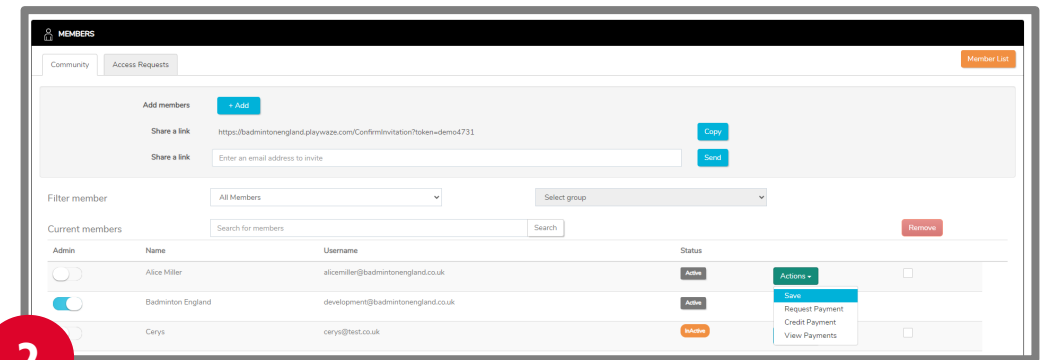 MEMBERS
Community Access Requests Member List
Add members + Add
Share a link https://badmintonengland.playwaze.com/ConfirmInvitation?token=demo4731 Copy
Share a link Enter an email address to invite Send
Filter member All Members Select group
Current members Search for members Search Remove
Admin Name Username Status
Alice Miller alicemiller@badmintonengland.co.uk Active Actions
Badminton England development@badmintonengland.co.uk Active Save
Request Payment
Credit Payment
Cerys cerys@test.co.uk InActive View Payments
2